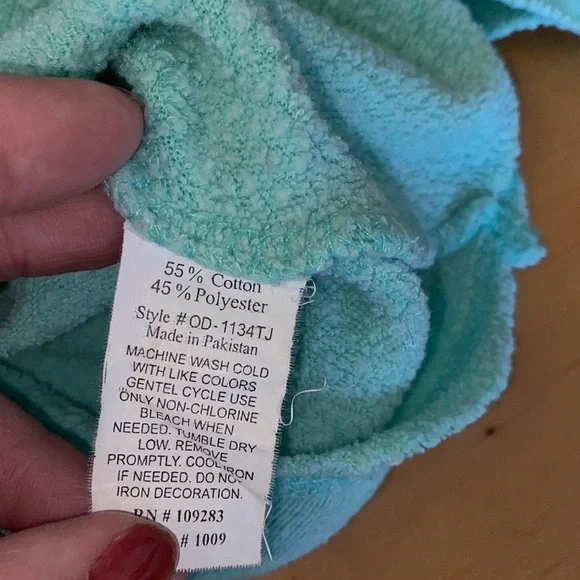 55% Cotton
45% Polyester
Style #OD-1134TJ
Made in Pakistan
MACHINE WASH COLD
WITH LIKE COLORS
GENTEL CYCLE USE
ONLY NON-CHLORINE
BLEACH WHEN
NEEDED. TUMBLE DRY
LOW. REMOVE
PROMPTLY. COOL IRON
IF NEEDED. DO NOT
IRON DECORATION.
RN # 109283
# 1009